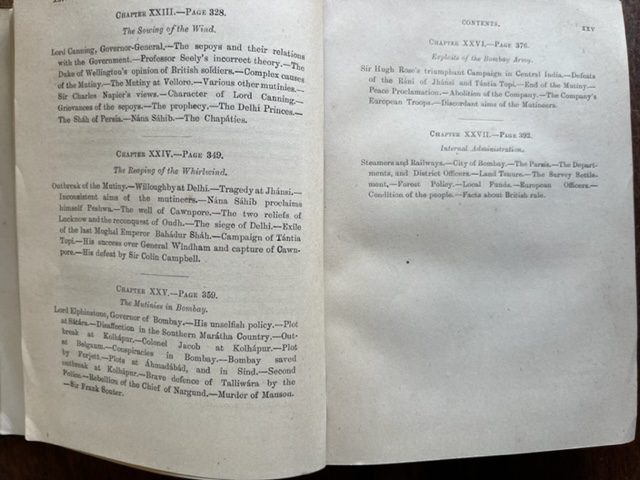 CHAPTER XXIII.—PAGE 328.
The Sowing of the Wind.
Lord Canning, Governor-General.—The sepoys and their relations
with the Government.—Professor Seely's incorrect theory.—The
Duke of Wellington's opinion of British soldiers.—Complex causes
of the Mutiny.—The Mutiny at Vellore.—Various other mutinies.—
Sir Charles Napier's views.—Character of Lord Canning.—
Grievances of the sepoys.—The prophecy.—The Delhi Princes.—
The Sháh of Persia.—Nána Sáhib.—The Chapáties.
CHAPTER XXIV.—PAGE 349.
The Reaping of the Whirlwind.
Outbreak of the Mutiny.—Willoughby at Delhi.—Tragedy at Jhánsi.—
Inconsistent aims of the mutineers.—Nána Sáhib proclaims
himself Peshwa.—The well of Cawnpore.—The two reliefs of
Lucknow and the reconquest of Oudh.—The siege of Delhi.—Exile
of the last Moghal Emperor Bahádur Sháh.—Campaign of Tántia
Topi.—His success over General Windham and capture of Cawn-
pore.—His defeat by Sir Colin Campbell.
CHAPTER XXV.—PAGE 359.
The Mutinies in Bombay.
Lord Elphinstone, Governor of Bombay.—His unselfish policy.—Plot
at Sátára.—Disaffection in the Southern Marátha Country.—Out-
break at Kolhápur.—Colonel Jacob at Kolhápur.—Plot
at Belgaum.—Conspiracies in Bombay.—Bombay saved
by Forjett.—Plots at Áhmadábád, and in Sind.—Second
outbreak at Kolhápur.—Brave defence of Talliwára by the
Police.—Rebellion of the Chief of Nargund.—Murder of Manson.
—Sir Frank Souter.
CONTENTS. XXV
CHAPTER XXVI.—PAGE 376.
Exploits of the Bombay Army.
Sir Hugh Rose's triumphant Campaign in Central India.—Defeats
of the Ráni of Jhánsi and Tántia Topi.—End of the Mutiny.—
Peace Proclamation.—Abolition of the Company.—The Company's
European Troops.—Discordant aims of the Mutineers.
CHAPTER XXVII.—PAGE 392.
Internal Administration.
Steamers and Railways.—City of Bombay.—The Parsis.—The Depart-
ments, and District Officers.—Land Tenure.—The Survey Settle-
ment.—Forest Policy.—Local Funds.—European Officers.—
Condition of the people.—Facts about British rule.